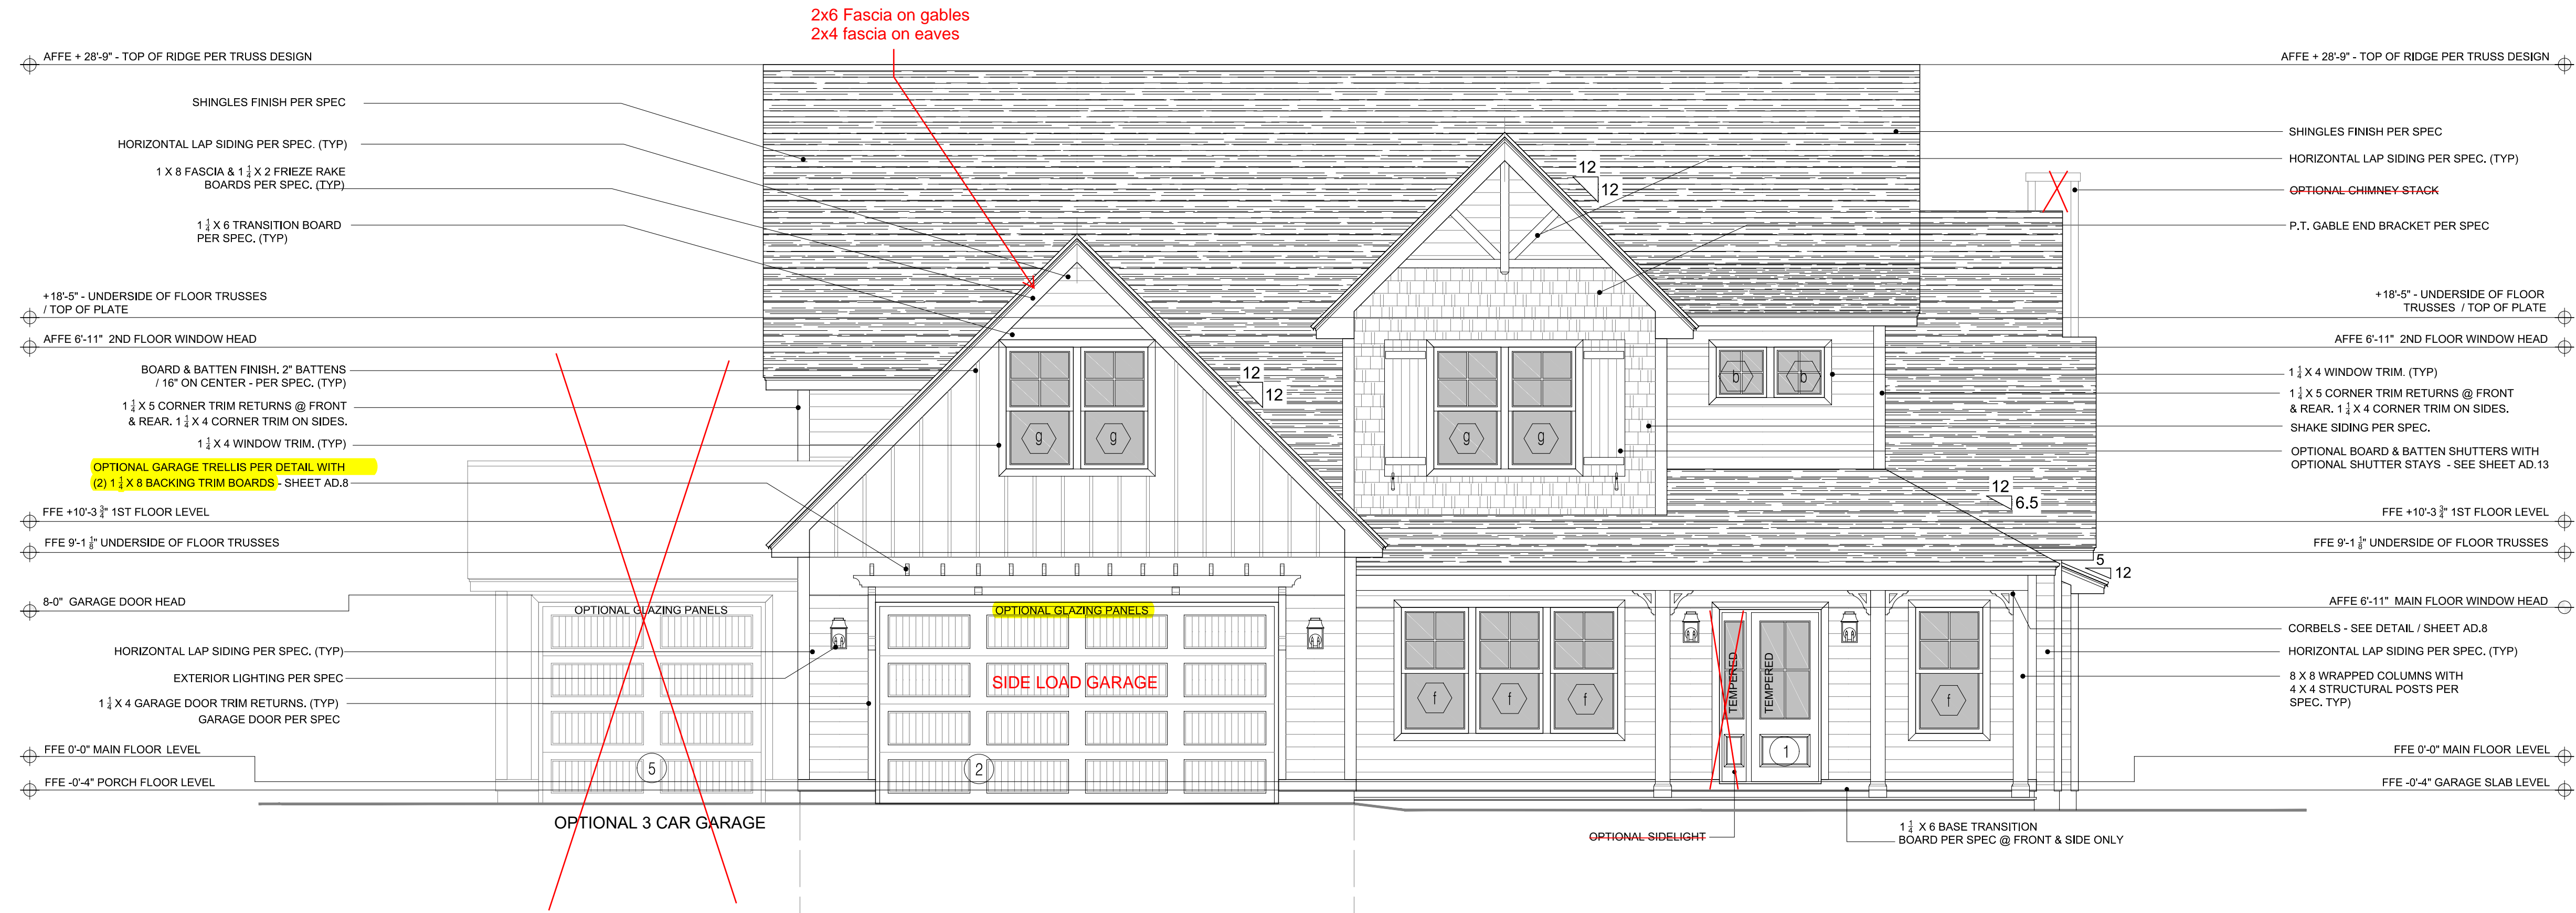 2x6 Fascia on gables
2x4 fascia on eaves
AFFE + 28'-9" - TOP OF RIDGE PER TRUSS DESIGN
SHINGLES FINISH PER SPEC
HORIZONTAL LAP SIDING PER SPEC. (TYP)
1 X 8 FASCIA & 1 1/4 X 2 FRIEZE RAKE
BOARDS PER SPEC. (TYP)
1 1/4 X 6 TRANSITION BOARD
PER SPEC. (TYP)
+18'-5" - UNDERSIDE OF FLOOR TRUSSES
/ TOP OF PLATE
AFFE 6'-11" 2ND FLOOR WINDOW HEAD
BOARD & BATTEN FINISH. 2" BATTENS
/ 16" ON CENTER - PER SPEC. (TYP)
1 1/4 X 5 CORNER TRIM RETURNS @ FRONT
& REAR. 1 1/4 X 4 CORNER TRIM ON SIDES.
1 1/4 X 4 WINDOW TRIM. (TYP)
OPTIONAL GARAGE TRELLIS PER DETAIL WITH
(2) 1 1/4 X 8 BACKING TRIM BOARDS - SHEET AD.8
FFE +10'-3 3/4" 1ST FLOOR LEVEL
FFE 9'-1 1/8" UNDERSIDE OF FLOOR TRUSSES
8-0" GARAGE DOOR HEAD
HORIZONTAL LAP SIDING PER SPEC. (TYP)
EXTERIOR LIGHTING PER SPEC
1 1/4 X 4 GARAGE DOOR TRIM RETURNS. (TYP)
GARAGE DOOR PER SPEC
FFE 0'-0" MAIN FLOOR LEVEL
FFE -0'-4" PORCH FLOOR LEVEL
OPTIONAL GLAZING PANELS
5
OPTIONAL 3 CAR GARAGE
12
12
g
g
OPTIONAL GLAZING PANELS
SIDE LOAD GARAGE
2
12
12
g
g
b
b
12
6.5
5
12
f
f
f
TEMPERED
TEMPERED
1
f
OPTIONAL SIDELIGHT
1 1/4 X 6 BASE TRANSITION
BOARD PER SPEC @ FRONT & SIDE ONLY
AFFE + 28'-9" - TOP OF RIDGE PER TRUSS DESIGN
SHINGLES FINISH PER SPEC
HORIZONTAL LAP SIDING PER SPEC. (TYP)
OPTIONAL CHIMNEY STACK
P.T. GABLE END BRACKET PER SPEC
+18'-5" - UNDERSIDE OF FLOOR
TRUSSES / TOP OF PLATE
AFFE 6'-11" 2ND FLOOR WINDOW HEAD
1 1/4 X 4 WINDOW TRIM. (TYP)
1 1/4 X 5 CORNER TRIM RETURNS @ FRONT
& REAR. 1 1/4 X 4 CORNER TRIM ON SIDES.
SHAKE SIDING PER SPEC.
OPTIONAL BOARD & BATTEN SHUTTERS WITH
OPTIONAL SHUTTER STAYS - SEE SHEET AD.13
FFE +10'-3 3/4" 1ST FLOOR LEVEL
FFE 9'-1 1/8" UNDERSIDE OF FLOOR TRUSSES
AFFE 6'-11" MAIN FLOOR WINDOW HEAD
CORBELS - SEE DETAIL / SHEET AD.8
HORIZONTAL LAP SIDING PER SPEC. (TYP)
8 X 8 WRAPPED COLUMNS WITH
4 X 4 STRUCTURAL POSTS PER
SPEC. TYP)
FFE 0'-0" MAIN FLOOR LEVEL
FFE -0'-4" GARAGE SLAB LEVEL